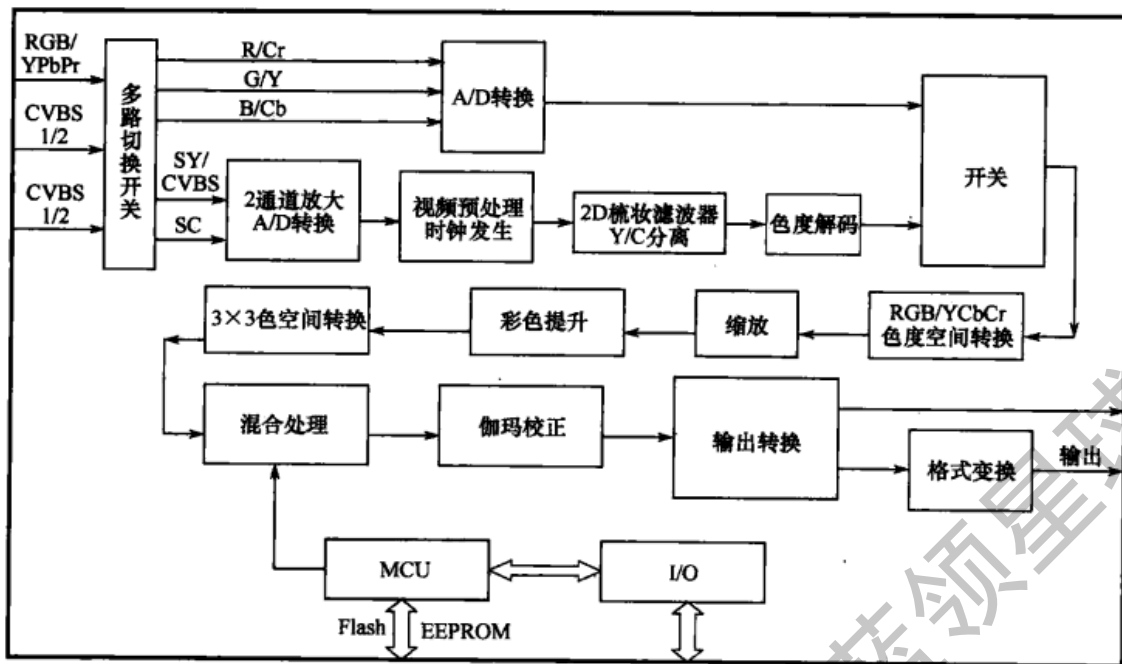 RGB/
YPbPr
CVBS
1/2
CVBS
1/2
多路切换开关
R/Cr
G/Y
B/Cb
SY/
CVBS
SC
A/D转换
开关
2通道放大
A/D转换
视频预处理
时钟发生
2D梳妆滤波器
Y/C分离
色度解码
3×3色空间转换
彩色提升
缩放
RGB/YCbCr
色度空间转换
混合处理
伽玛校正
输出转换
格式变换
输出
MCU
I/O
Flash
EEPROM
领星球